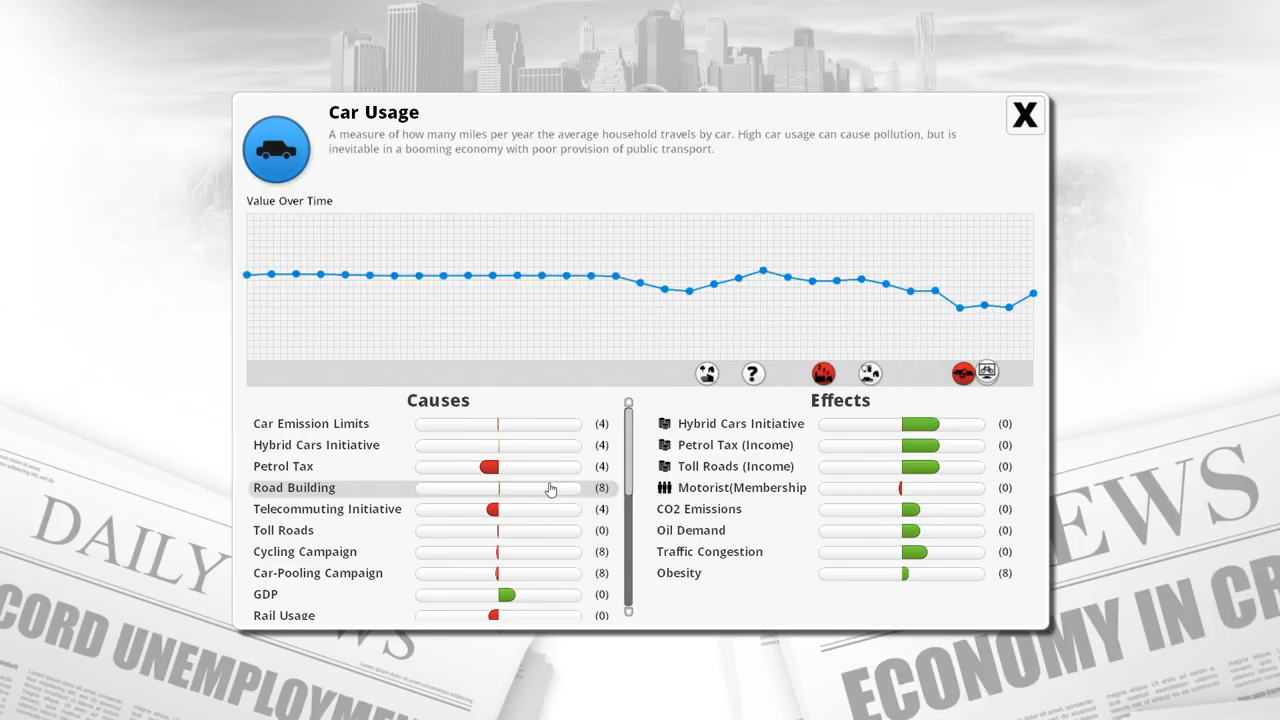 Car Usage
X
A measure of how many miles per year the average household travels by car. High car usage can cause pollution, but is
inevitable in a booming economy with poor provision of public transport.
Value Over Time
?
Causes
Effects
Car Emission Limits (4)
Hybrid Cars Initiative (4)
Petrol Tax (4)
Road Building (8)
Telecommuting Initiative (4)
Toll Roads (0)
Cycling Campaign (8)
Car-Pooling Campaign (8)
GDP (0)
Rail Usage (0)
Hybrid Cars Initiative (0)
Petrol Tax (Income) (0)
Toll Roads (Income) (0)
Motorist(Membership (0)
CO2 Emissions (0)
Oil Demand (0)
Traffic Congestion (0)
Obesity (8)
DAILY
WS
CORD UNEMPLOYME
EWS
ECONOMY IN CR